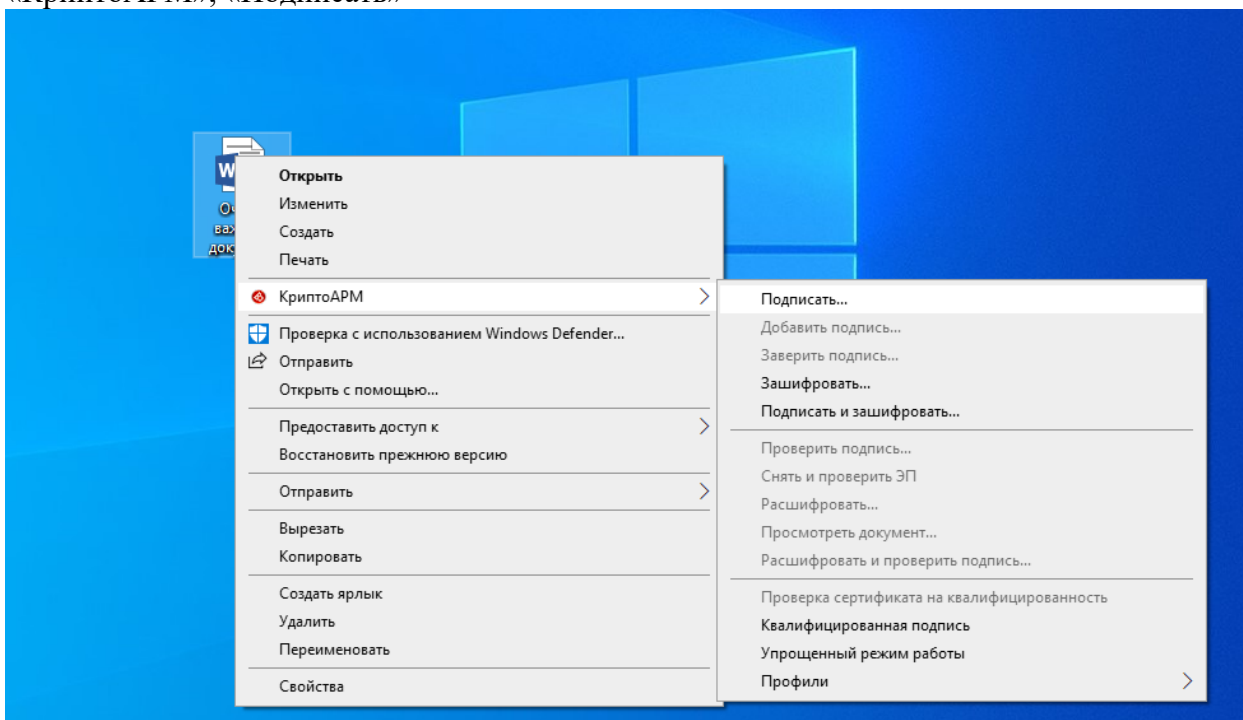 «КриптоАРМ», «Подписать»
W
Открыть
Изменить
Создать
Печать
КриптоАРМ
Проверка с использованием Windows Defender...
Отправить
Открыть с помощью...
Предоставить доступ к
Восстановить прежнюю версию
Отправить
Вырезать
Копировать
Создать ярлык
Удалить
Переименовать
Свойства
Подписать...
Добавить подпись...
Заверить подпись...
Зашифровать...
Подписать и зашифровать...
Проверить подпись...
Снять и проверить ЭП
Расшифровать...
Просмотреть документ...
Расшифровать и проверить подпись...
Проверка сертификата на квалифицированность
Квалифицированная подпись
Упрощенный режим работы
Профили